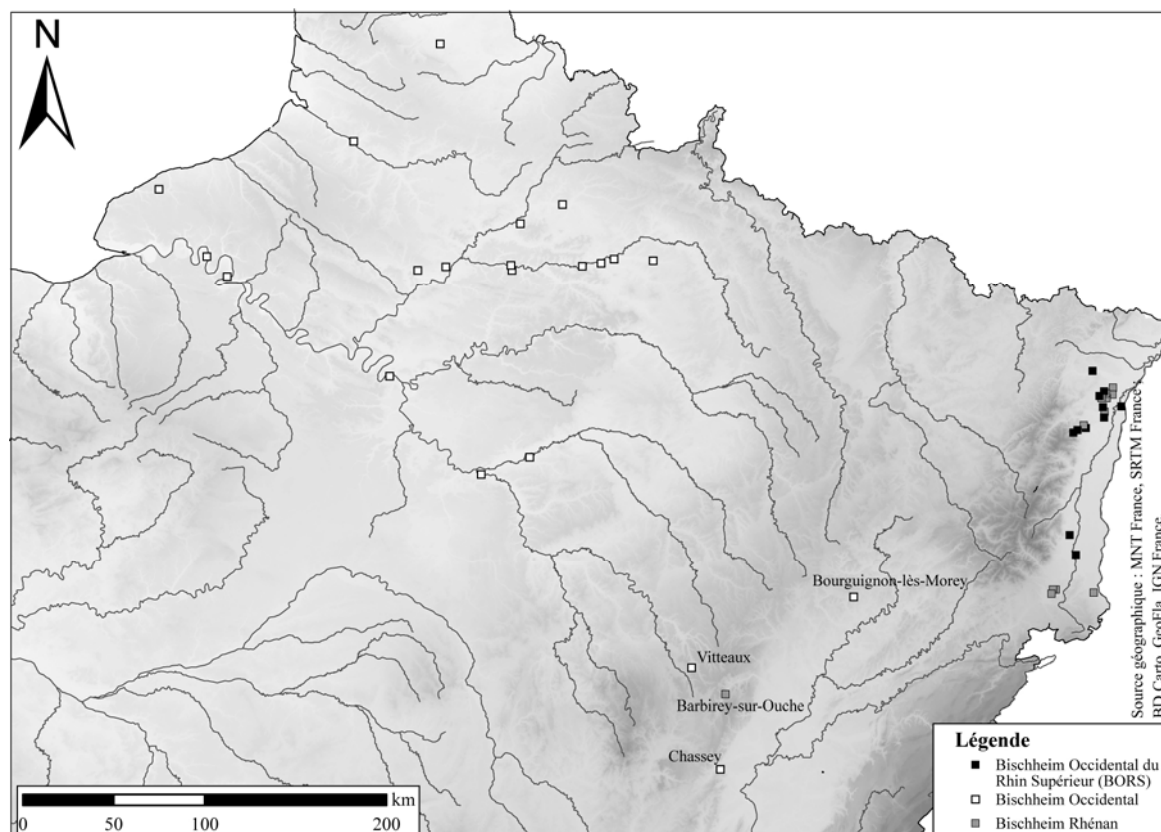 N
Bourguignon-lès-Morey
Vitteaux
Barbirey-sur-Ouche
Chassey
Source géographique : MNT France, SRTM France,
BD Carto, GeoFla, IGN France
Légende
Bischheim Occidental du
Rhin Supérieur (BORS)
Bischheim Occidental
Bischheim Rhénan
km
0 50 100 200